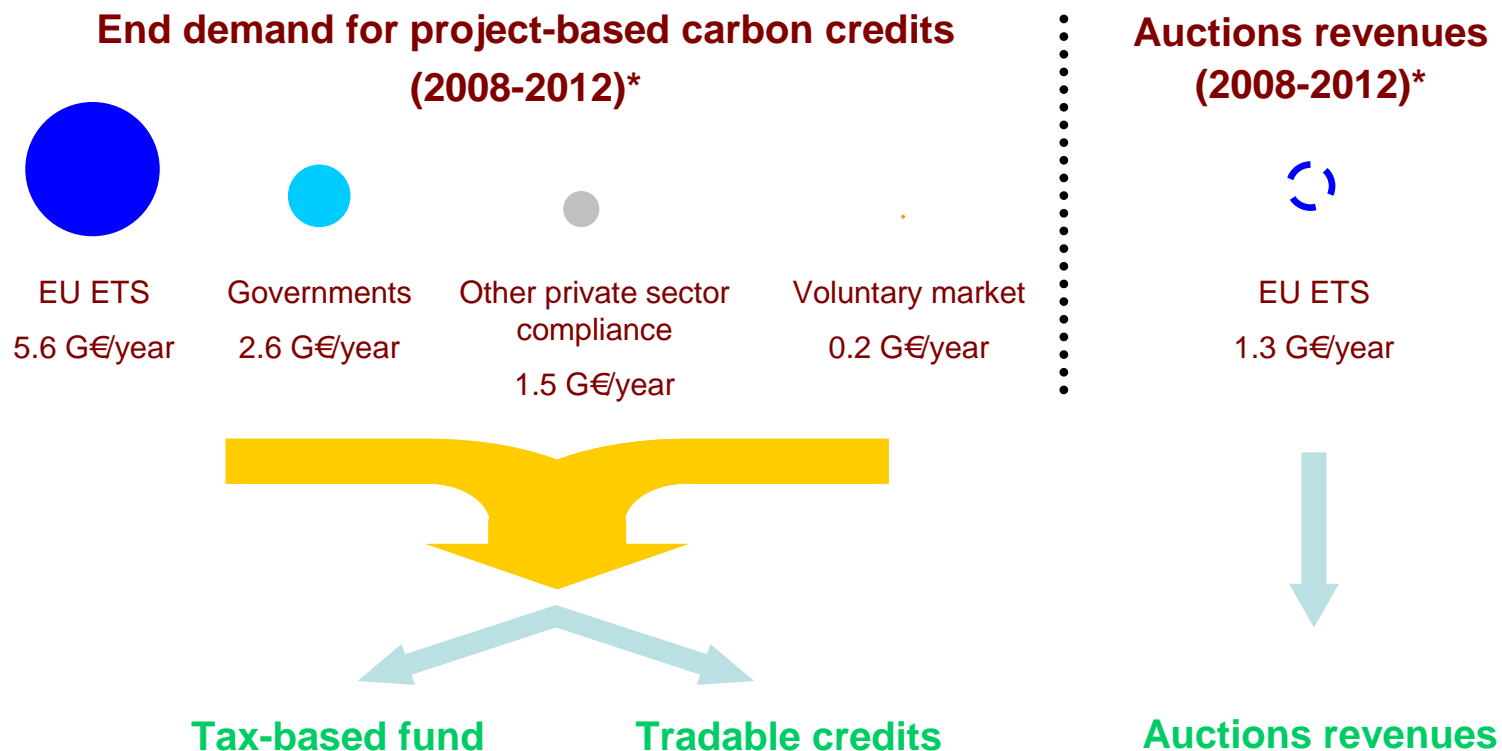 End demand for project-based carbon credits
(2008-2012)*
EU ETS
5.6 G€/year
Governments
2.6 G€/year
Other private sector
compliance
1.5 G€/year
Voluntary market
0.2 G€/year
Auctions revenues
(2008-2012)*
EU ETS
1.3 G€/year
Tax-based fund
Tradable credits
Auctions revenues